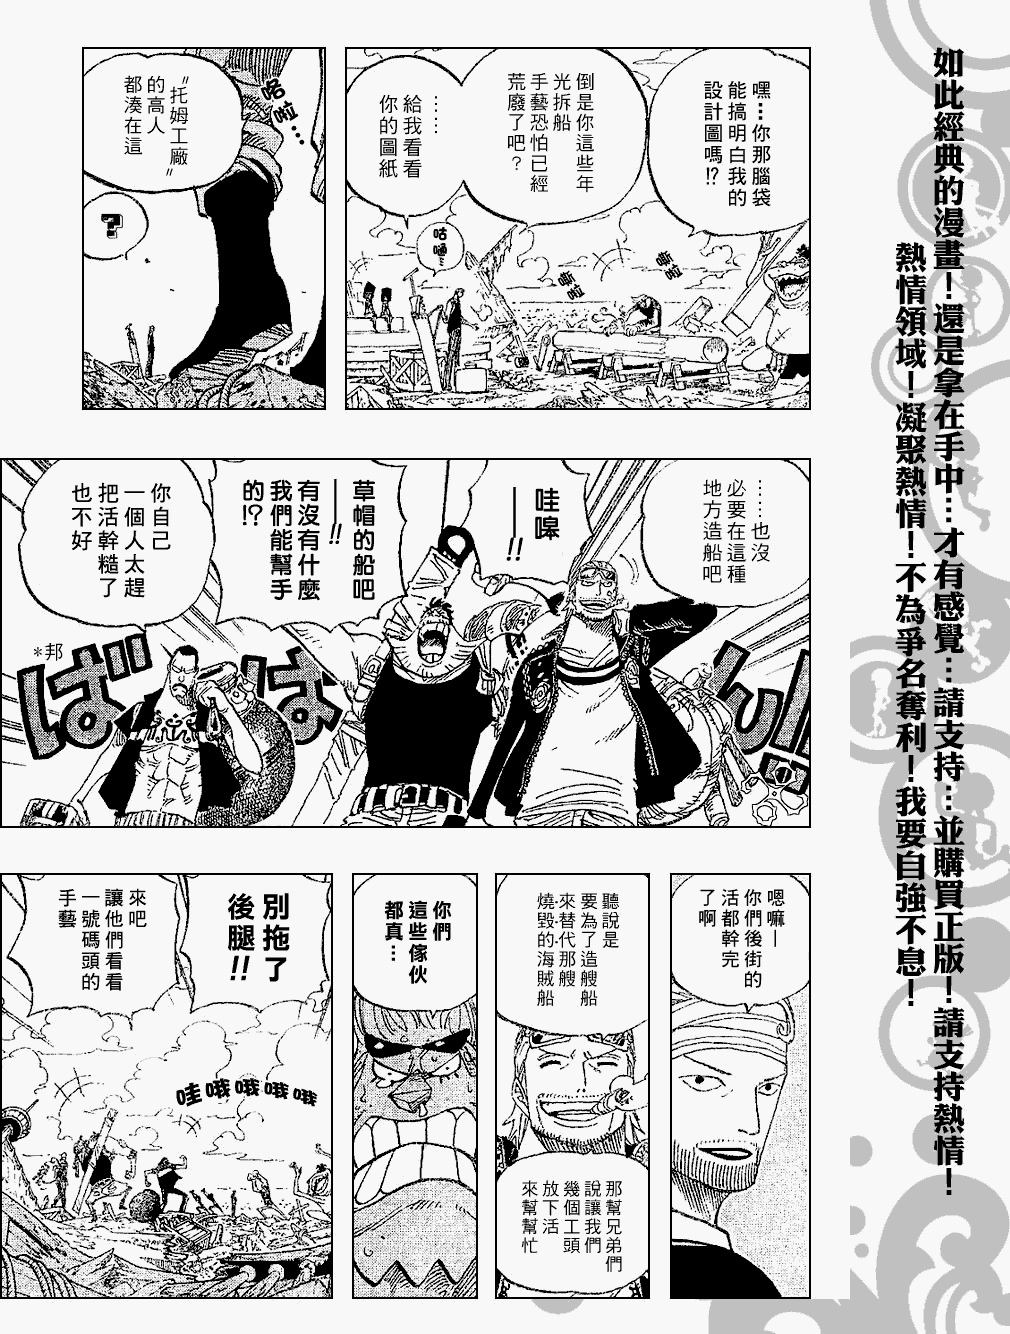 如此經典的漫畫！還是拿在手中…才有感覺…請支持…並購買正版！請支持熱情！
熱情領域！凝聚熱情！不為爭名奪利！我要自強不息！
嘿…你那腦袋
能搞明白我的
設計圖嗎!?
倒是你這些年
光拆船
手藝恐怕已經
荒廢了吧？
……
給我看看
你的圖紙
咕嚕…
嘶啦
嘶啦
咯啦…
〝托姆工廠〞
的高人
都湊在這
？
……也沒
必要在這種
地方造船吧
哇嗥
——!!
草帽的船吧
——!!
有沒有什麼
我們能幫手
的!?
你自己
一個人太趕
把活幹糙了
也不好
*邦
ばばん!!
嗯嘛—
你們後街的
活都幹完
了啊
聽說是
要為了造艘船
來替代那艘
燒毀的海賊船
那幫兄弟們
說讓我們
幾個工頭
放下活
來幫幫忙
你們
這些傢伙
都真…
別拖了
後腿!!
來吧
讓他們看看
一號碼頭的
手藝
哇哦哦哦哦